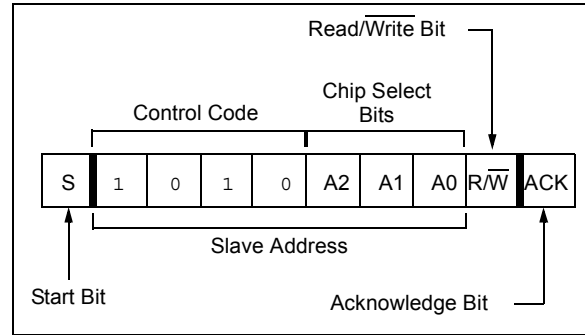 Read/Write Bit
Chip Select
Control Code Bits
S 1 0 1 0 A2 A1 A0 R/W ACK
Slave Address
Start Bit
Acknowledge Bit